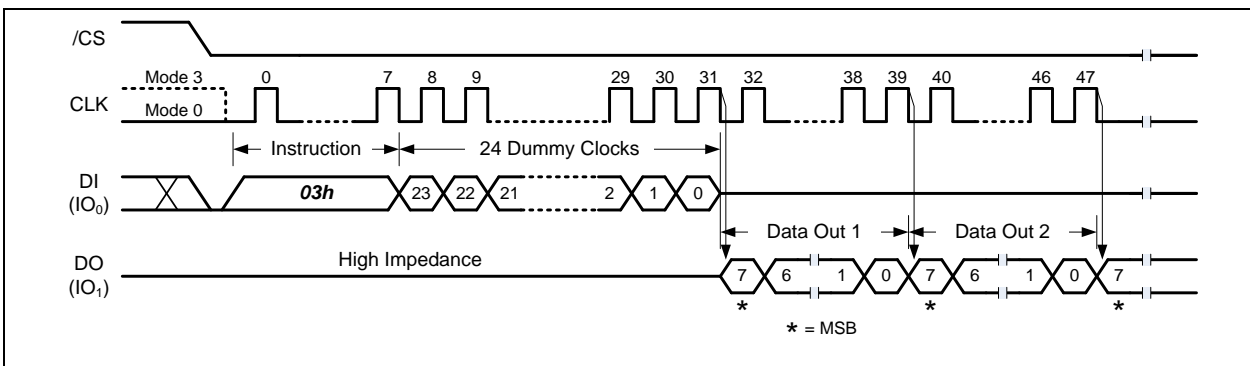 /CS
Mode 3 0 7 8 9 29 30 31 32 38 39 40 46 47
CLK
Mode 0
Instruction 24 Dummy Clocks
DI
(IO0)
03h 23 22 21 2 1 0
Data Out 1 Data Out 2
High Impedance
DO
(IO1)
7 6 1 0 7 6 1 0 7
* * *
* = MSB